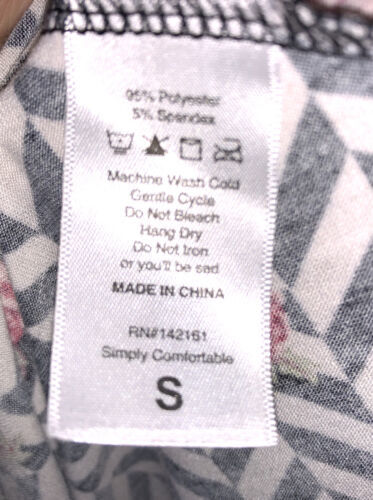 95% Polyester
5% Spandex
Machine Wash Cold
Gentle Cycle
Do Not Bleach
Hang Dry
Do Not Iron
or you'll be sad
MADE IN CHINA
RN#142161
Simply Comfortable
S